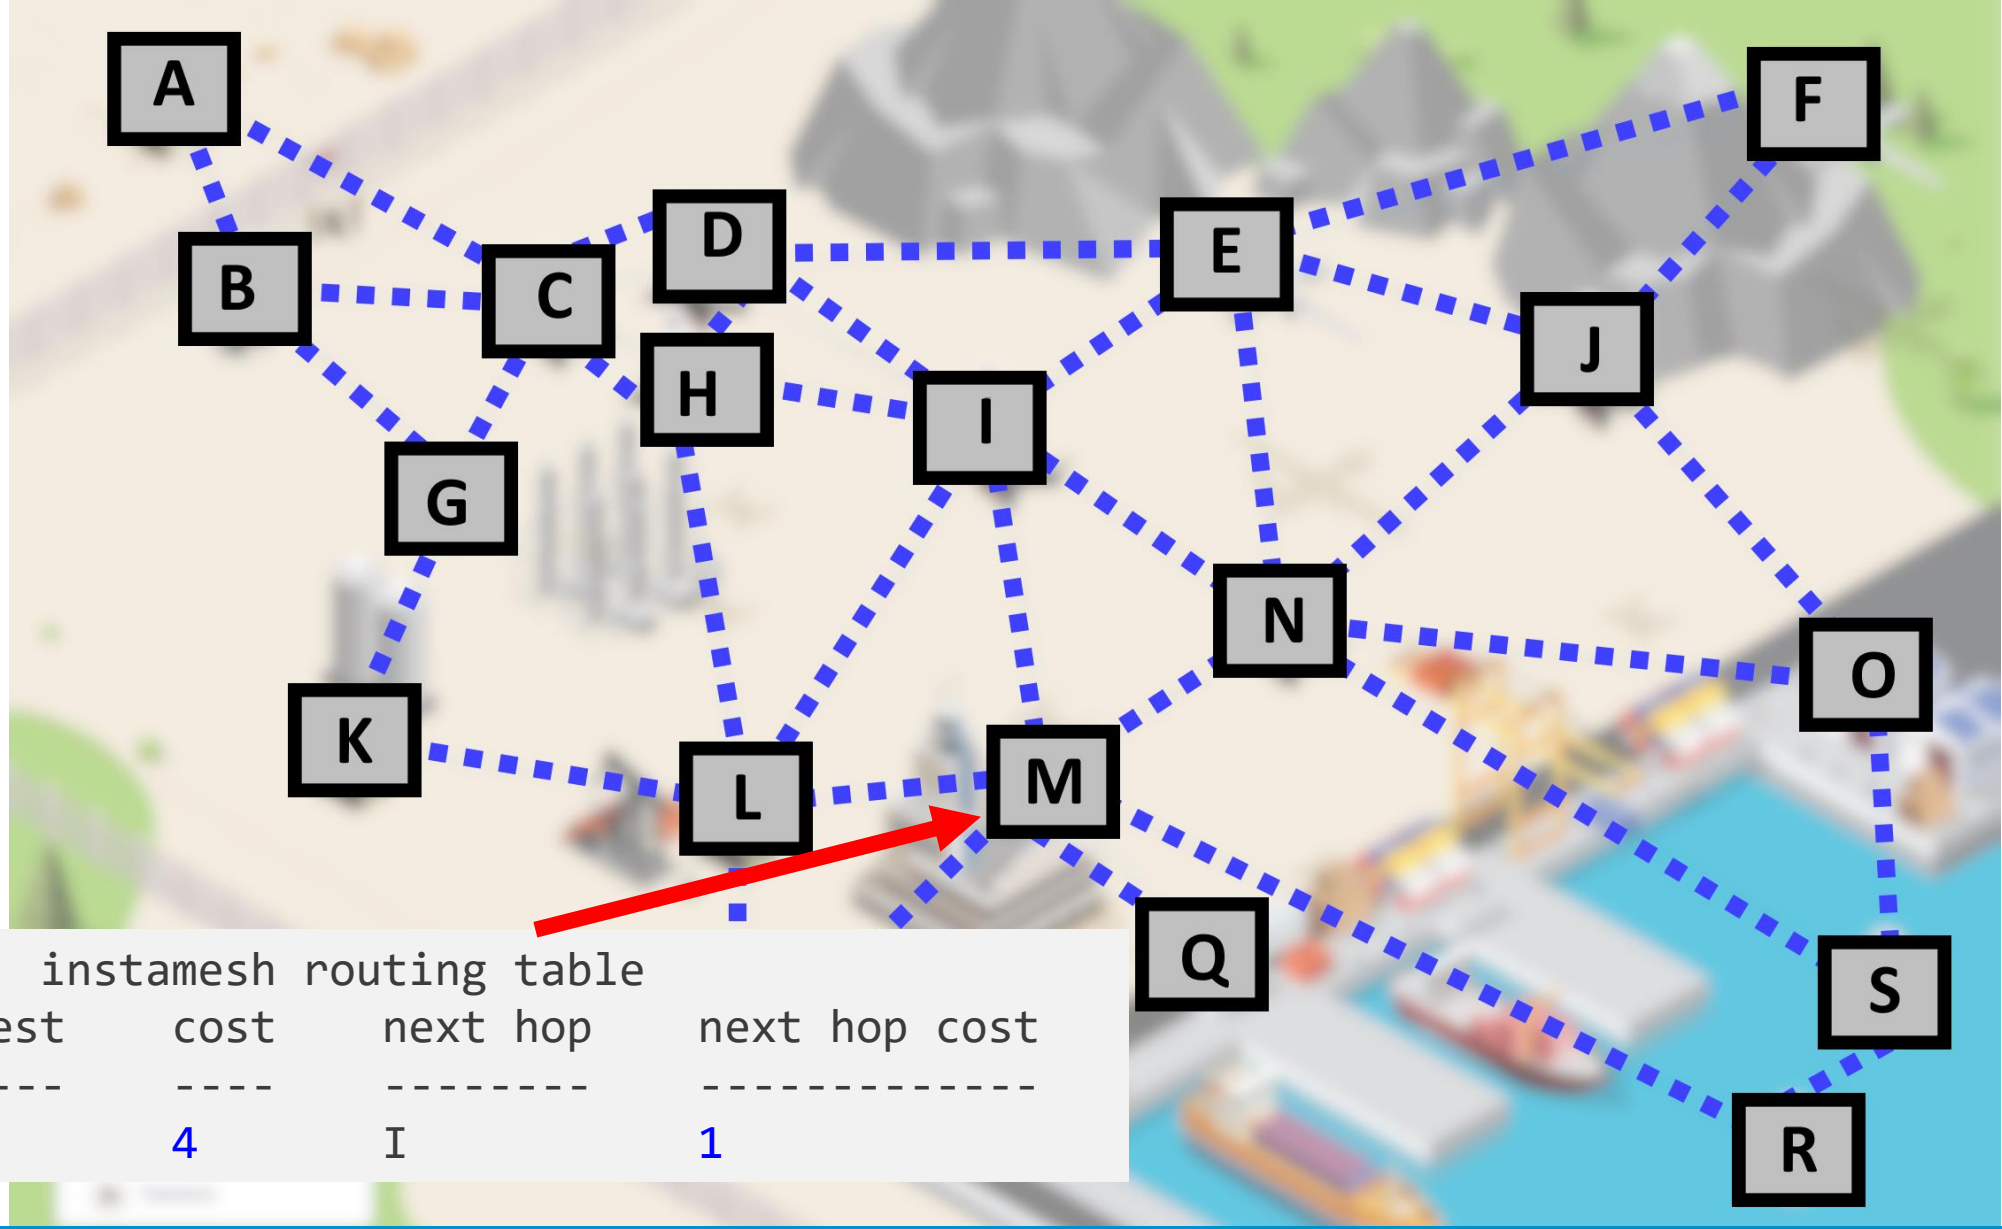 A
F
D
E
B
C
J
H
I
G
N
O
K
L
M
Q
S
R
instamesh routing table
est cost next hop next hop cost
--- ---- -------- -------------
4 I 1